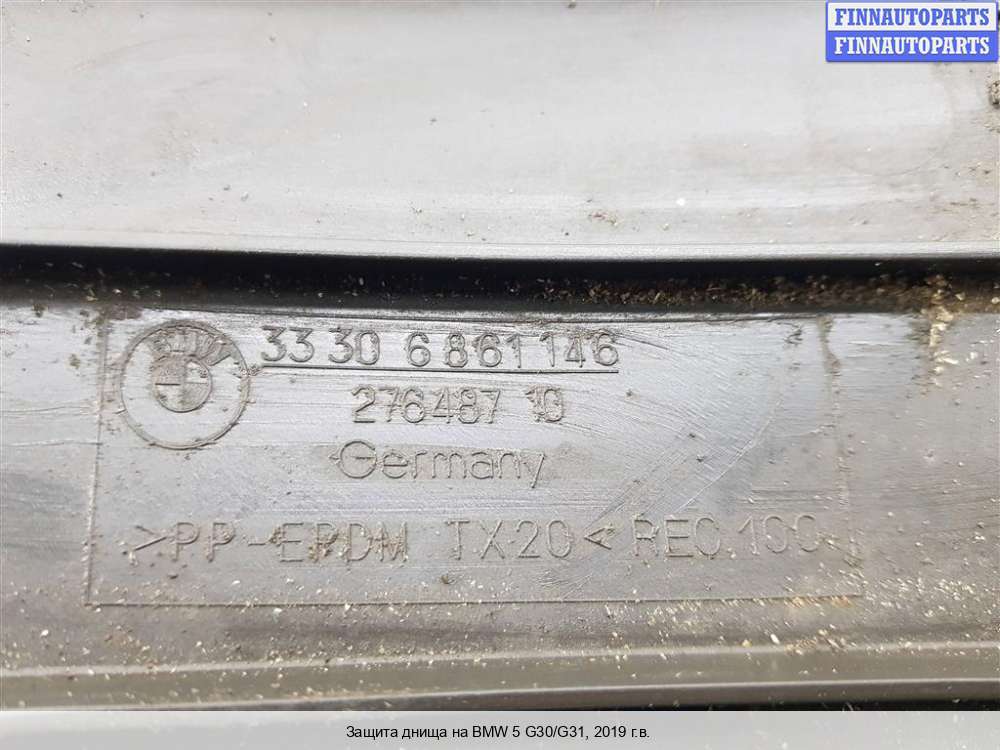 FINNAUTOPARTS
FINNAUTOPARTS
BMW
33 30 6 861 146
276487 10
Germany
>PP-EPDM TX20< REC 100
Защита днища на BMW 5 G30/G31, 2019 г.в.